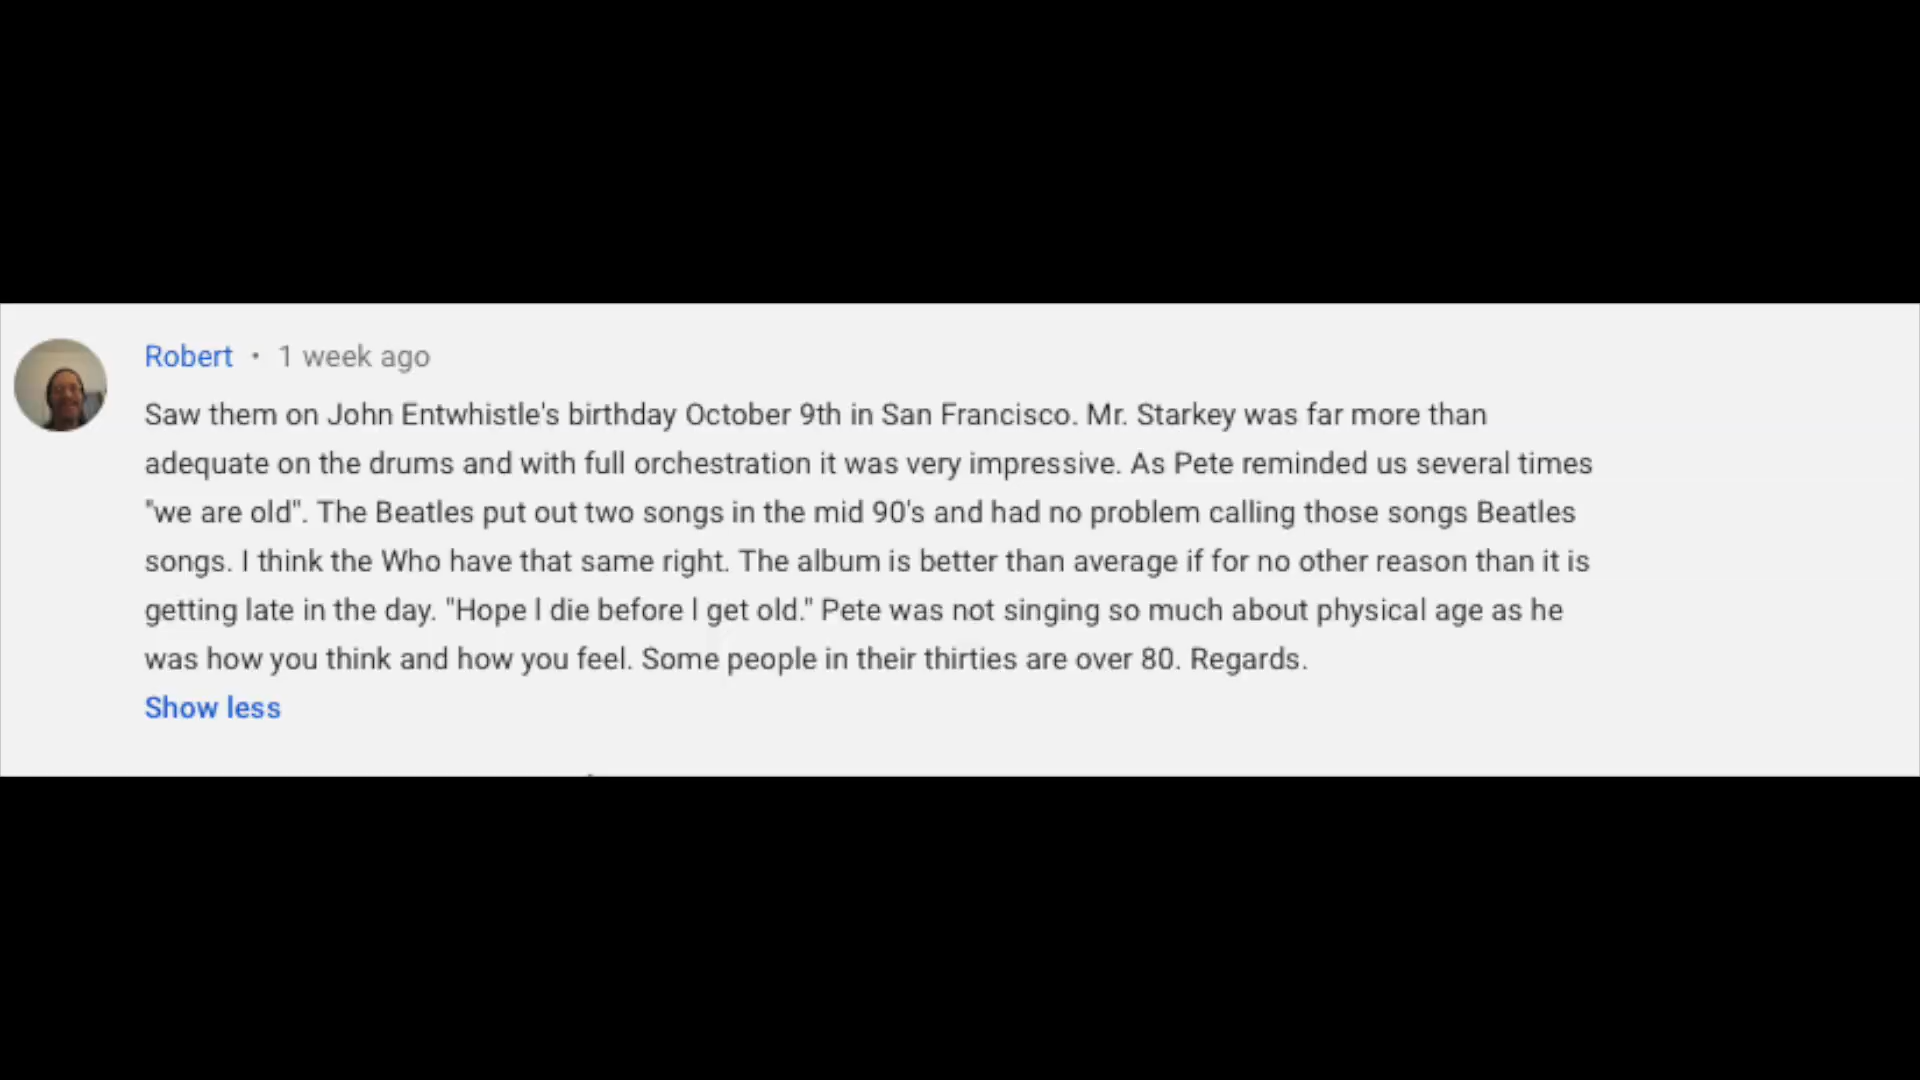 Robert • 1 week ago
Saw them on John Entwhistle's birthday October 9th in San Francisco. Mr. Starkey was far more than
adequate on the drums and with full orchestration it was very impressive. As Pete reminded us several times
"we are old". The Beatles put out two songs in the mid 90's and had no problem calling those songs Beatles
songs. I think the Who have that same right. The album is better than average if for no other reason than it is
getting late in the day. "Hope I die before I get old." Pete was not singing so much about physical age as he
was how you think and how you feel. Some people in their thirties are over 80. Regards.
Show less